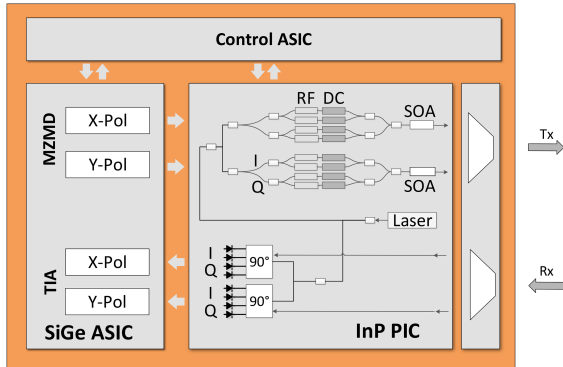 Control ASIC
MZMD
X-Pol
Y-Pol
TIA
X-Pol
Y-Pol
SiGe ASIC
RF DC
SOA
I
Q
SOA
Laser
I
Q
90°
I
Q
90°
InP PIC
Tx
Rx